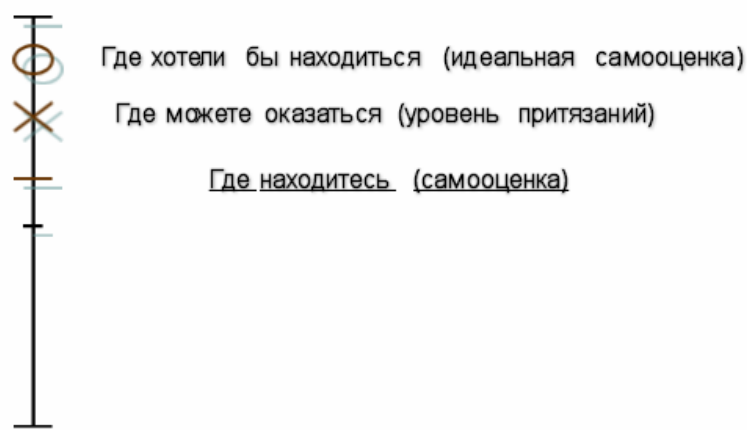 Где хотели бы находиться (идеальная самооценка)
Где можете оказаться (уровень притязаний)
Где находитесь (самооценка)